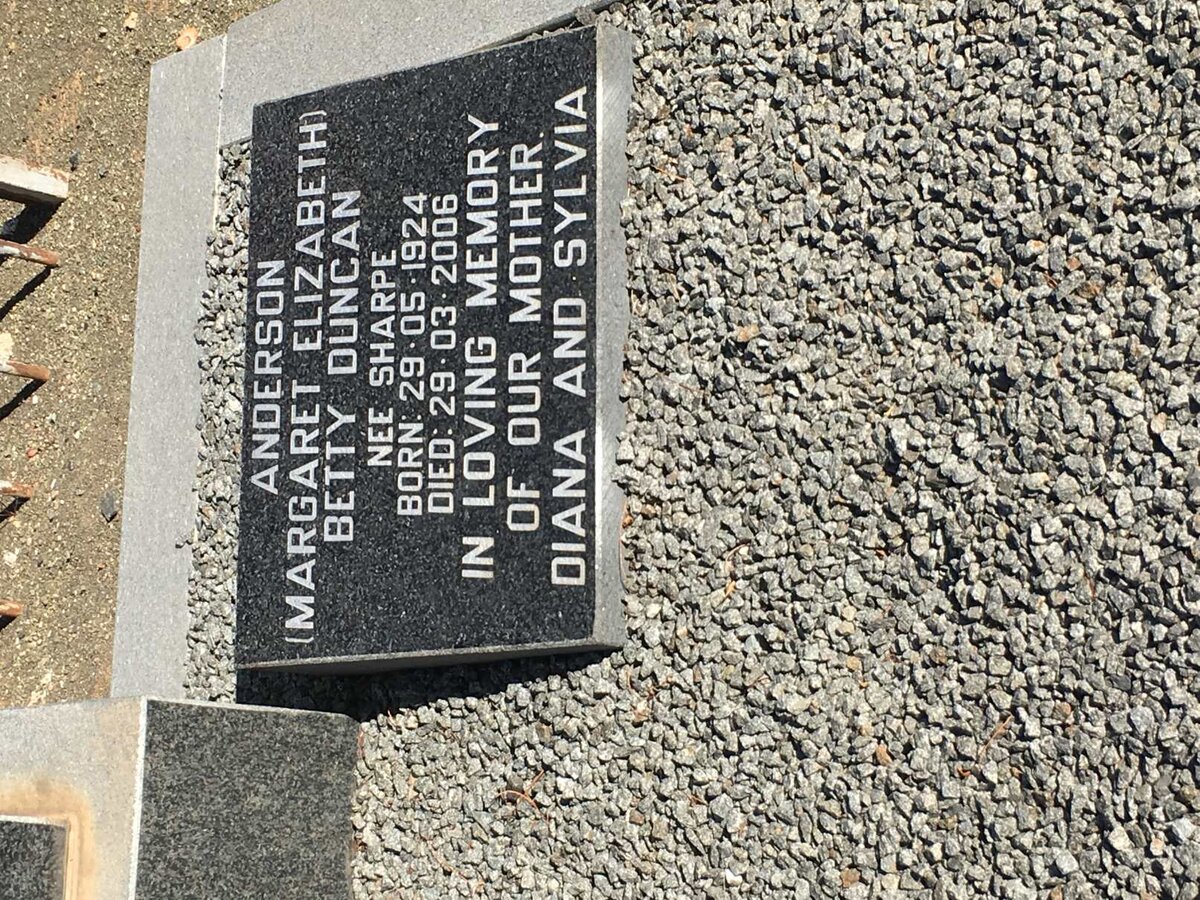 ANDERSON
(MARGARET ELIZABETH)
BETTY DUNCAN
NEE SHARPE
BORN: 29·05·1924
DIED: 29·03·2006
IN LOVING MEMORY
OF OUR MOTHER.
DIANA AND SYLVIA